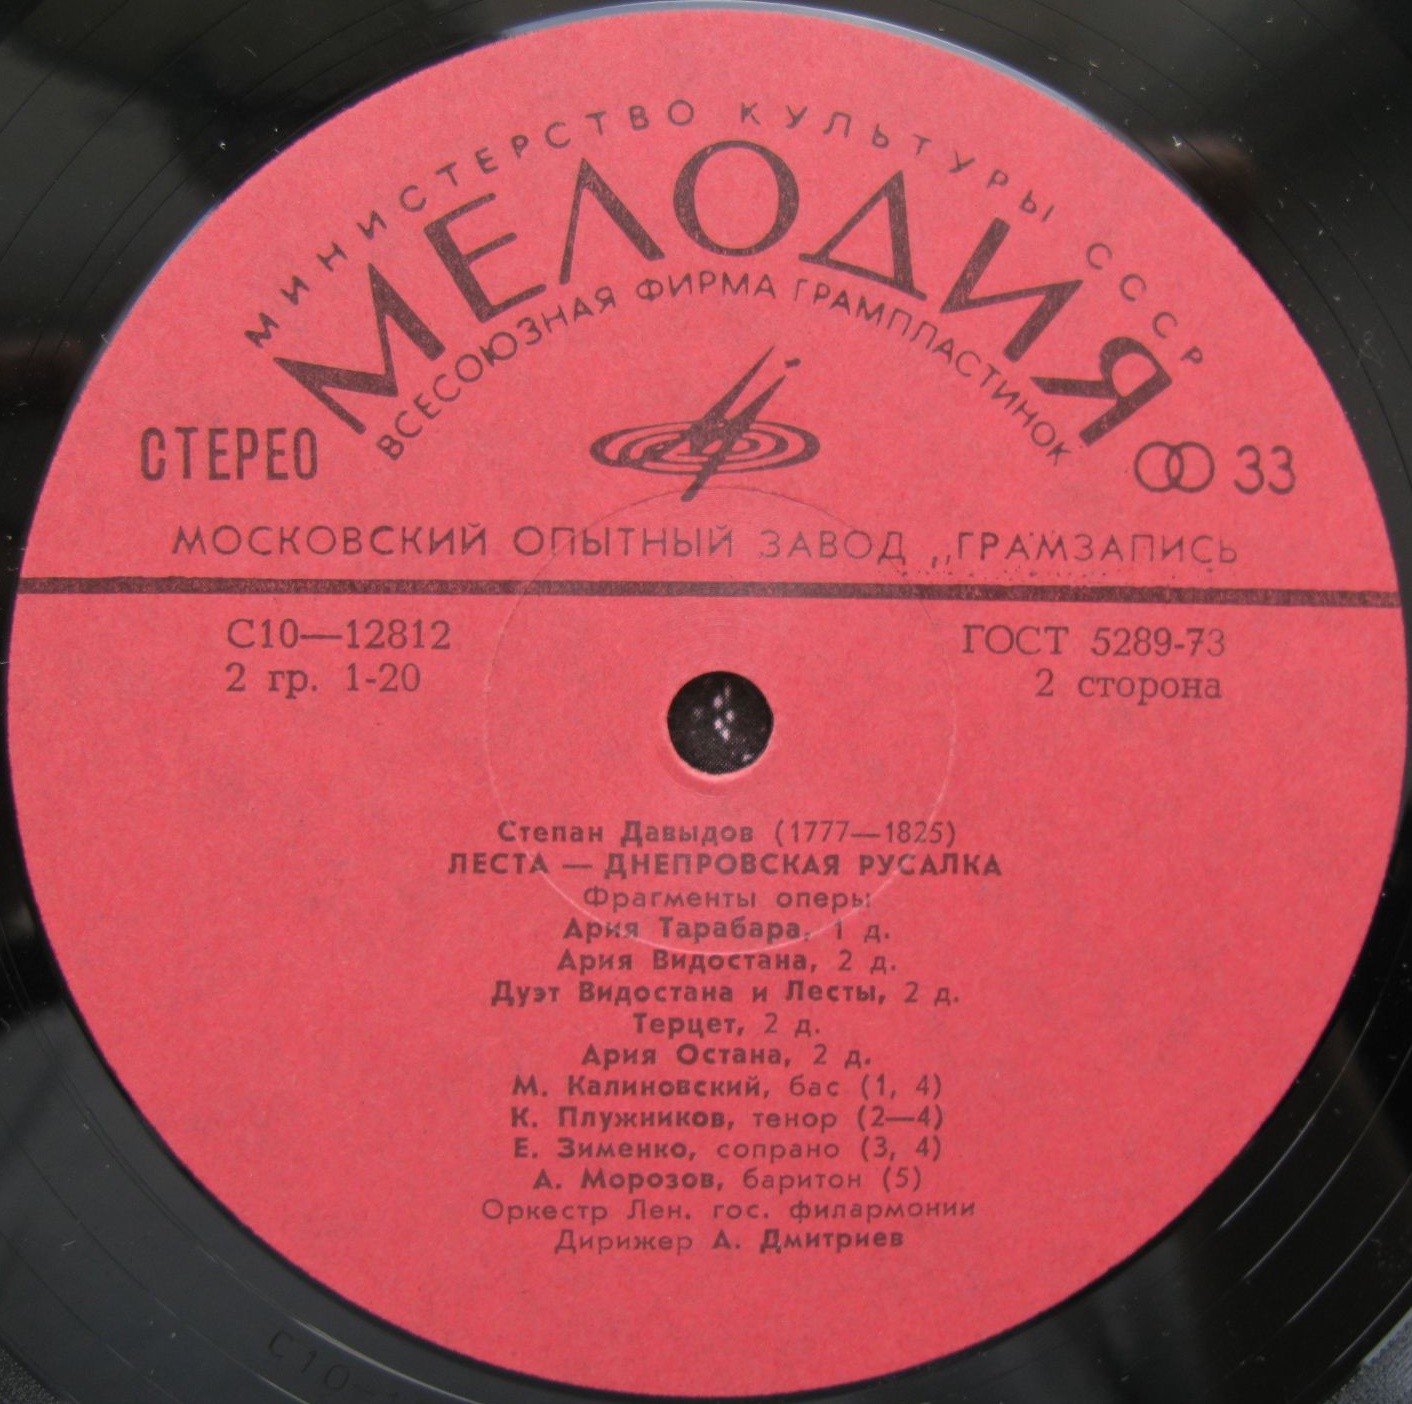 МИНИСТЕРСТВО КУЛЬТУРЫ СССР
МЕЛОДИЯ
ВСЕСОЮЗНАЯ ФИРМА ГРАМПЛАСТИНОК
СТЕРЕО
33
МОСКОВСКИЙ ОПЫТНЫЙ ЗАВОД „ГРАМЗАПИСЬ
С10—12812
ГОСТ 5289-73
2 гр. 1-20
2 сторона
Степан Давыдов (1777—1825)
ЛЕСТА — ДНЕПРОВСКАЯ РУСАЛКА
Фрагменты оперы
Ария Тарабара, 1 д.
Ария Видостана, 2 д.
Дуэт Видостана и Лесты, 2 д.
Терцет, 2 д.
Ария Остана, 2 д.
М. Калиновский, бас (1, 4)
К. Плужников, тенор (2—4)
Е. Зименко, сопрано (3, 4)
А. Морозов, баритон (5)
Оркестр Лен. гос. филармонии
Дирижер А. Дмитриев